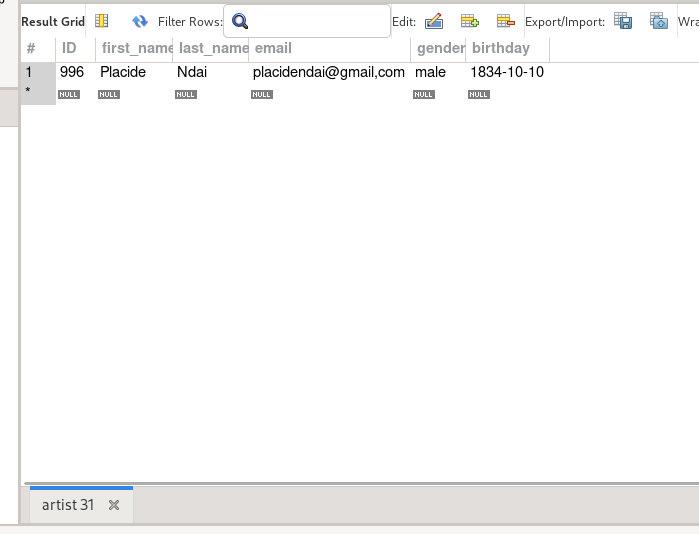 Result Grid Filter Rows: Edit: Export/Import: Wra
# ID first_name last_name email gender birthday
1 996 Placide Ndai placidendai@gmail,com male 1834-10-10
* NULL NULL NULL NULL NULL NULL
artist 31